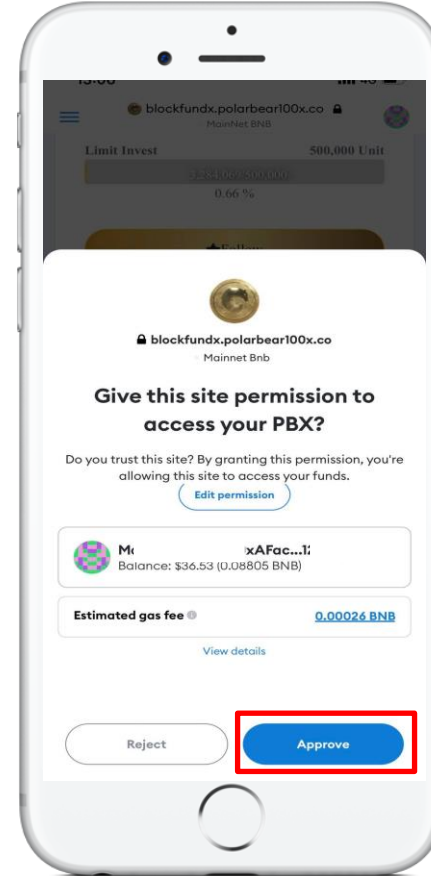 blockfundx.polarbear100x.co
MainNet BNB
Limit Invest 500,000 Unit
0.66 %
Follow
blockfundx.polarbear100x.co
Mainnet Bnb
Give this site permission to
access your PBX?
Do you trust this site? By granting this permission, you're
allowing this site to access your funds.
Edit permission
xAFac...12
Balance: $36.53 (0.08805 BNB)
Estimated gas fee 0.00026 BNB
View details
Reject Approve